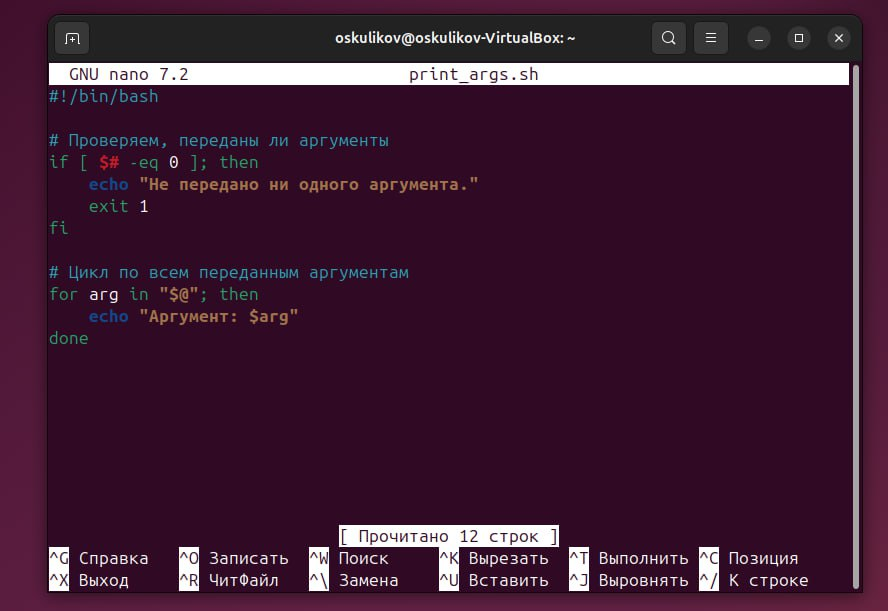 oskulikov@oskulikov-VirtualBox: ~
GNU nano 7.2 print_args.sh
#!/bin/bash
# Проверяем, переданы ли аргументы
if [ $# -eq 0 ]; then
    echo "Не передано ни одного аргумента."
    exit 1
fi
# Цикл по всем переданным аргументам
for arg in "$@"; then
    echo "Аргумент: $arg"
done
[ Прочитано 12 строк ]
^G Справка ^O Записать ^W Поиск ^K Вырезать ^T Выполнить ^C Позиция
^X Выход ^R ЧитФайл ^\ Замена ^U Вставить ^J Выровнять ^/ К строке